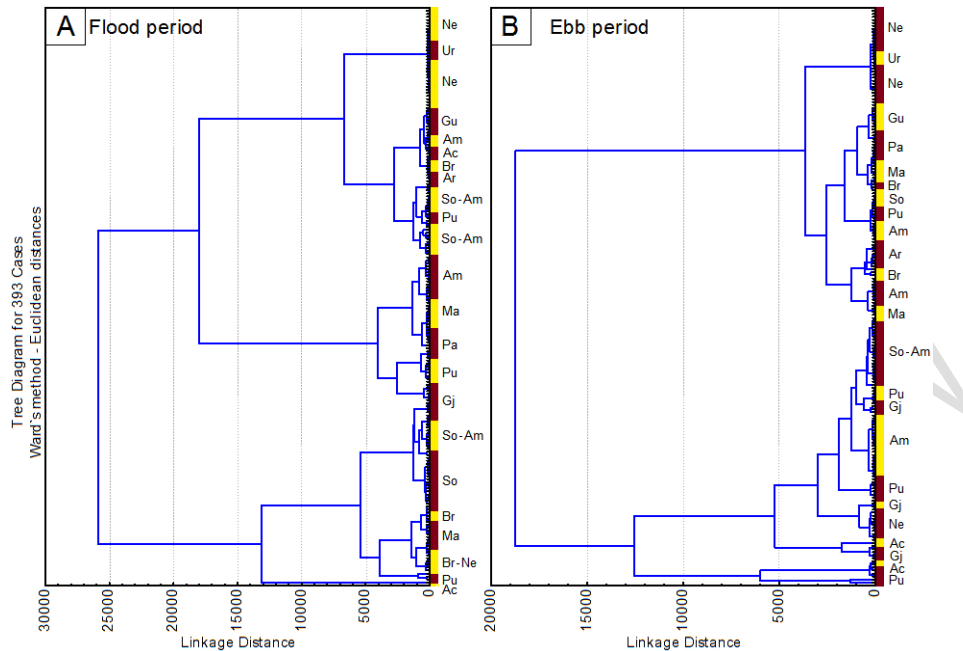 A Flood period
Ne
Ur
Ne
Gu
Am
Ac
Br
Ar
So-Am
Pu
So-Am
Am
Ma
Pa
Pu
Gj
So-Am
So
Br
Ma
Br-Ne
Pu
Ac
Tree Diagram for 393 Cases
Ward`s method - Euclidean distances
30000 25000 20000 15000 10000 5000 0
Linkage Distance
B Ebb period
Ne
Ur
Ne
Gu
Pa
Ma
Br
So
Pu
Am
Ar
Br
Am
Ma
So-Am
Pu
Gj
Am
Pu
Gj
Ne
Ac
Gj
Ac
Pu
20000 15000 10000 5000 0
Linkage Distance